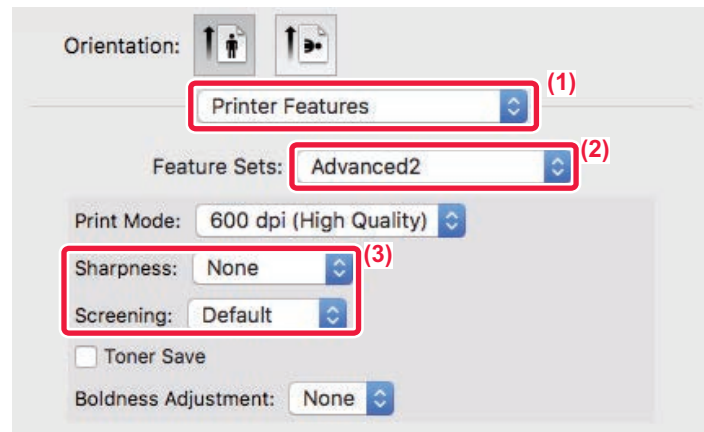 Orientation:
(1)
Printer Features
(2)
Feature Sets: Advanced2
Print Mode: 600 dpi (High Quality)
(3)
Sharpness: None
Screening: Default
Toner Save
Boldness Adjustment: None